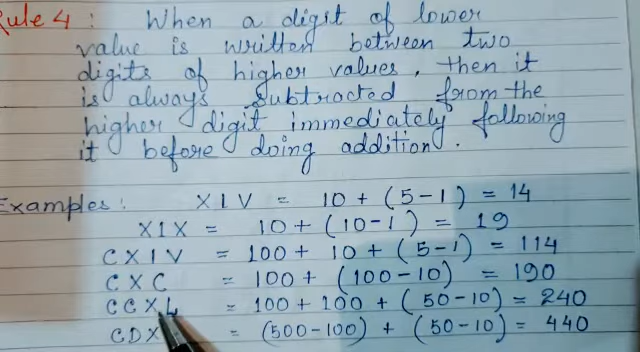 Rule 4 : When a digit of lower
value is written between two
digits of higher values, then it
is always subtracted from the
higher digit immediately following
it before doing addition.
Examples: XIV = 10 + (5-1) = 14
XIX = 10 + (10-1) = 19
CXIV = 100 + 10 + (5-1) = 114
CXC = 100 + (100-10) = 190
CCXL = 100 + 100 + (50-10) = 240
CDX = (500-100) + (50-10) = 440